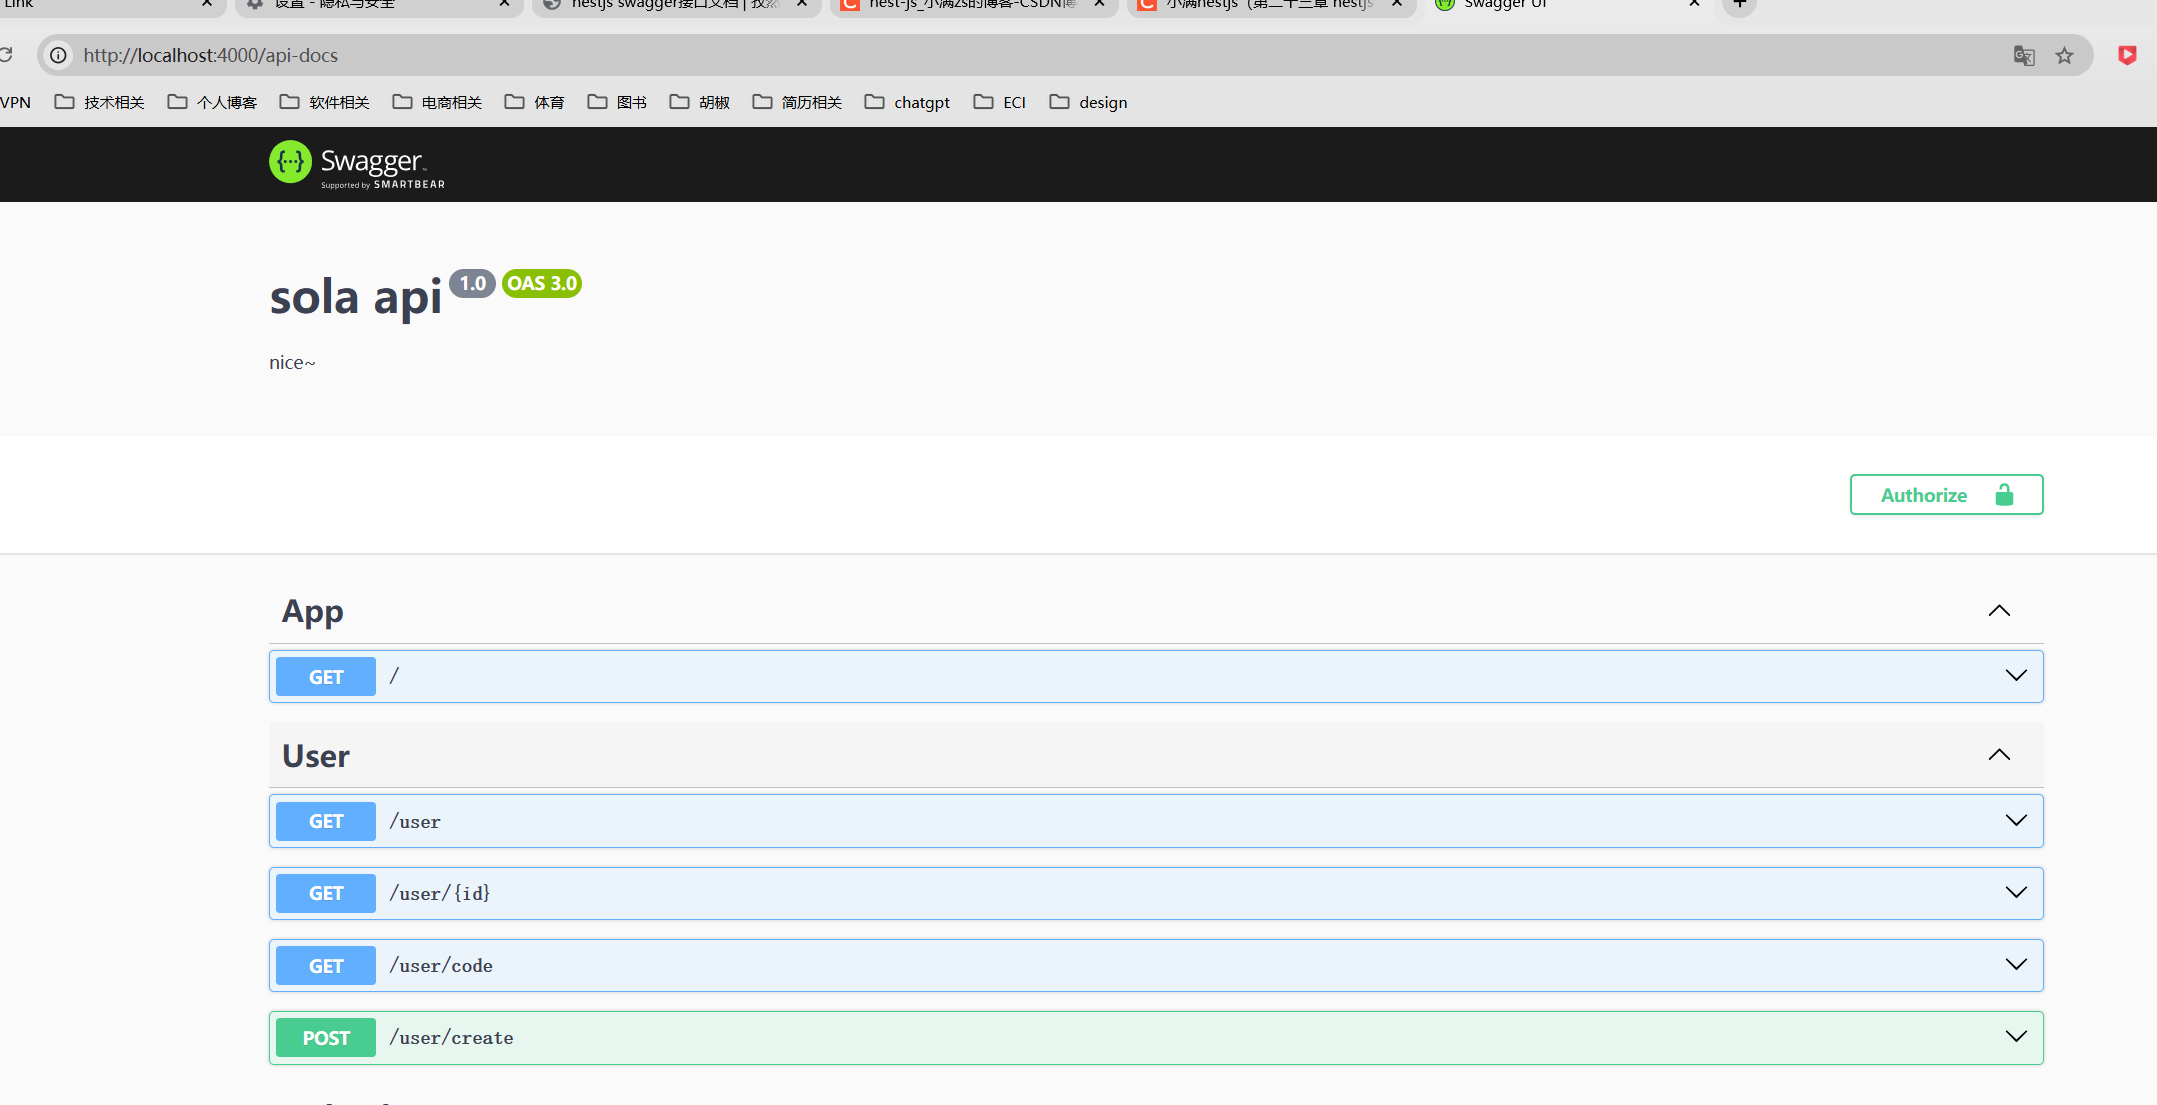 Link
设置 - 隐私与安全
nestjs swagger接口文档 |
nest-js_小满zs的博客-CSDN博
小满nestjs（第二十三章 nestjs
Swagger UI
http://localhost:4000/api-docs
VPN 技术相关 个人博客 软件相关 电商相关 体育 图书 胡椒 简历相关 chatgpt ECI design
Swagger
Supported by SMARTBEAR
sola api 1.0 OAS 3.0
nice~
Authorize
App
GET /
User
GET /user
GET /user/{id}
GET /user/code
POST /user/create